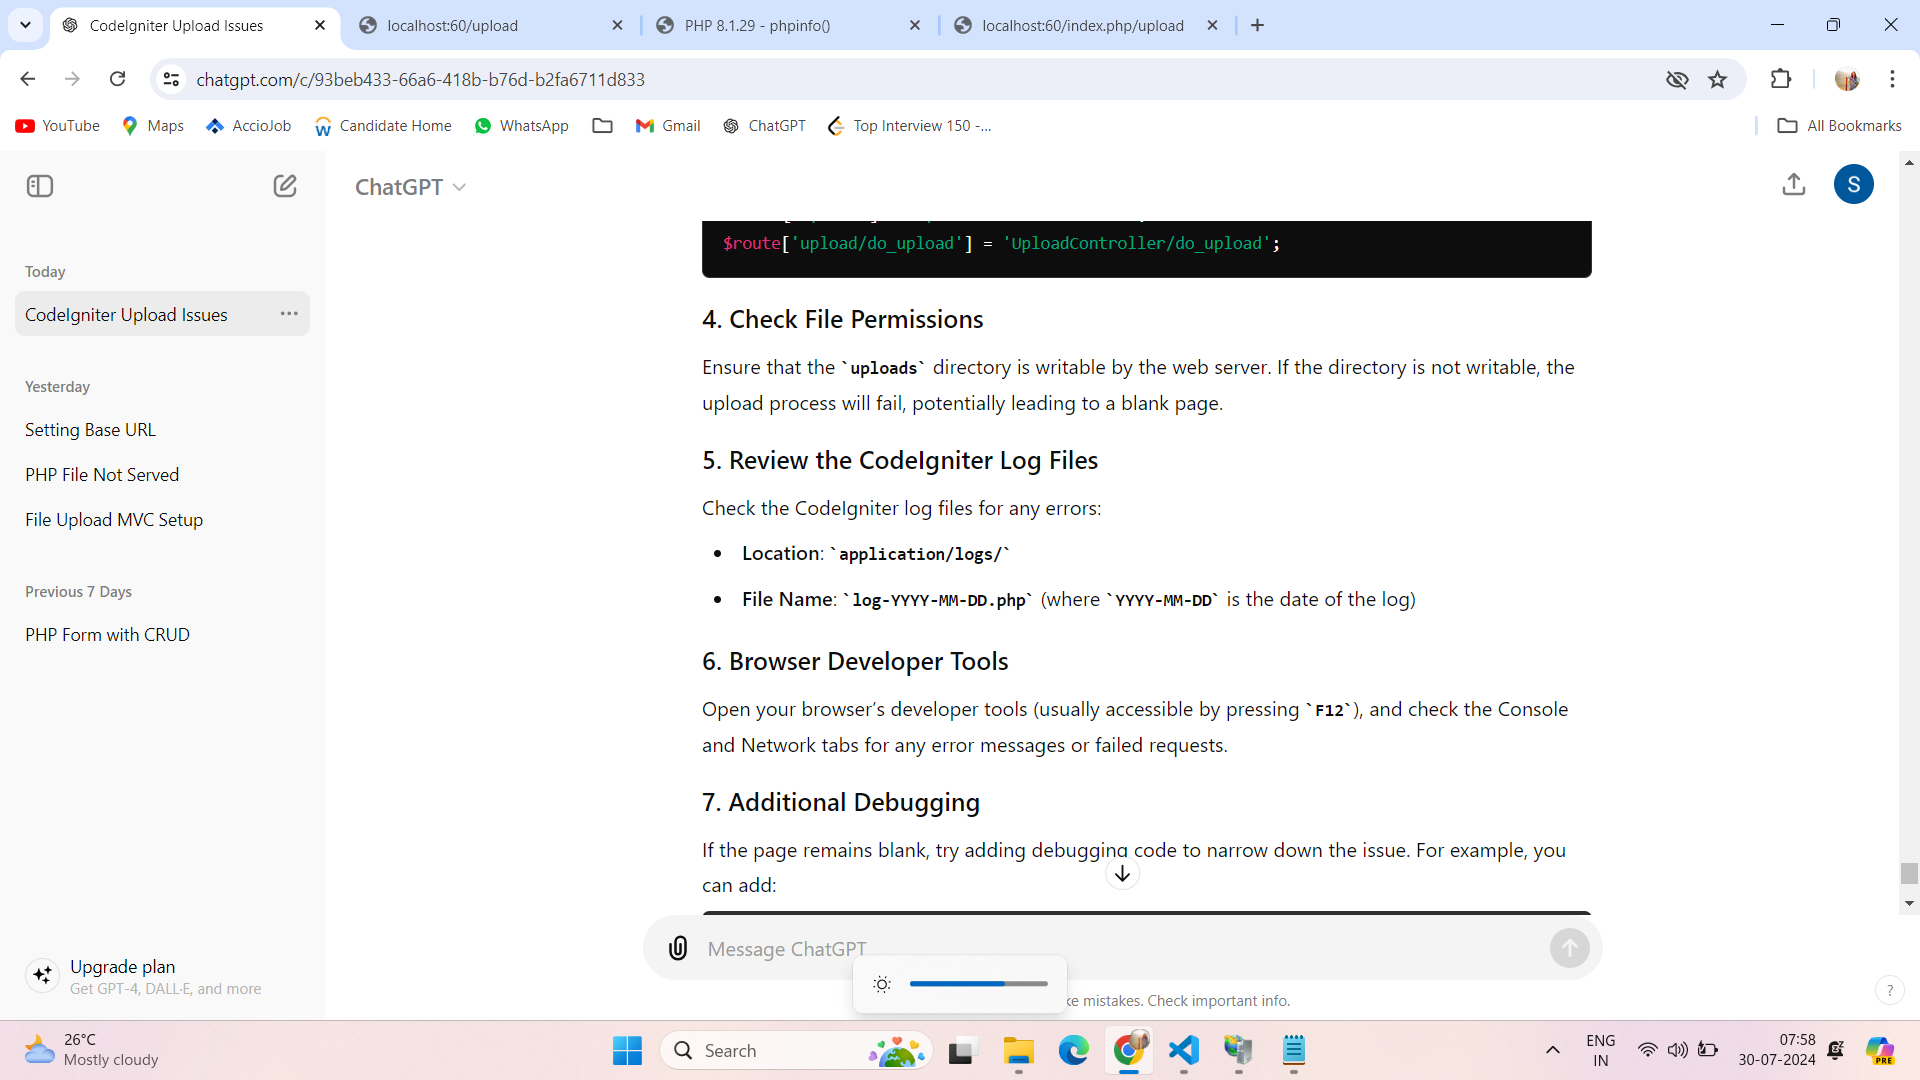 CodeIgniter Upload Issues
localhost:60/upload
PHP 8.1.29 - phpinfo()
localhost:60/index.php/upload
chatgpt.com/c/93beb433-66a6-418b-b76d-b2fa6711d833
YouTube
Maps
AccioJob
Candidate Home
WhatsApp
Gmail
ChatGPT
Top Interview 150 -...
All Bookmarks
ChatGPT
S
Today
CodeIgniter Upload Issues
Yesterday
Setting Base URL
PHP File Not Served
File Upload MVC Setup
Previous 7 Days
PHP Form with CRUD
Upgrade plan
Get GPT-4, DALL·E, and more
$route['upload/do_upload'] = 'UploadController/do_upload';
4. Check File Permissions
Ensure that the `uploads` directory is writable by the web server. If the directory is not writable, the
upload process will fail, potentially leading to a blank page.
5. Review the CodeIgniter Log Files
Check the CodeIgniter log files for any errors:
• Location: `application/logs/`
• File Name: `log-YYYY-MM-DD.php` (where `YYYY-MM-DD` is the date of the log)
6. Browser Developer Tools
Open your browser’s developer tools (usually accessible by pressing `F12`), and check the Console
and Network tabs for any error messages or failed requests.
7. Additional Debugging
If the page remains blank, try adding debugging code to narrow down the issue. For example, you
can add:
Message ChatGPT
ke mistakes. Check important info.
?
26°C
Mostly cloudy
Search
ENG
IN
07:58
30-07-2024
PRE